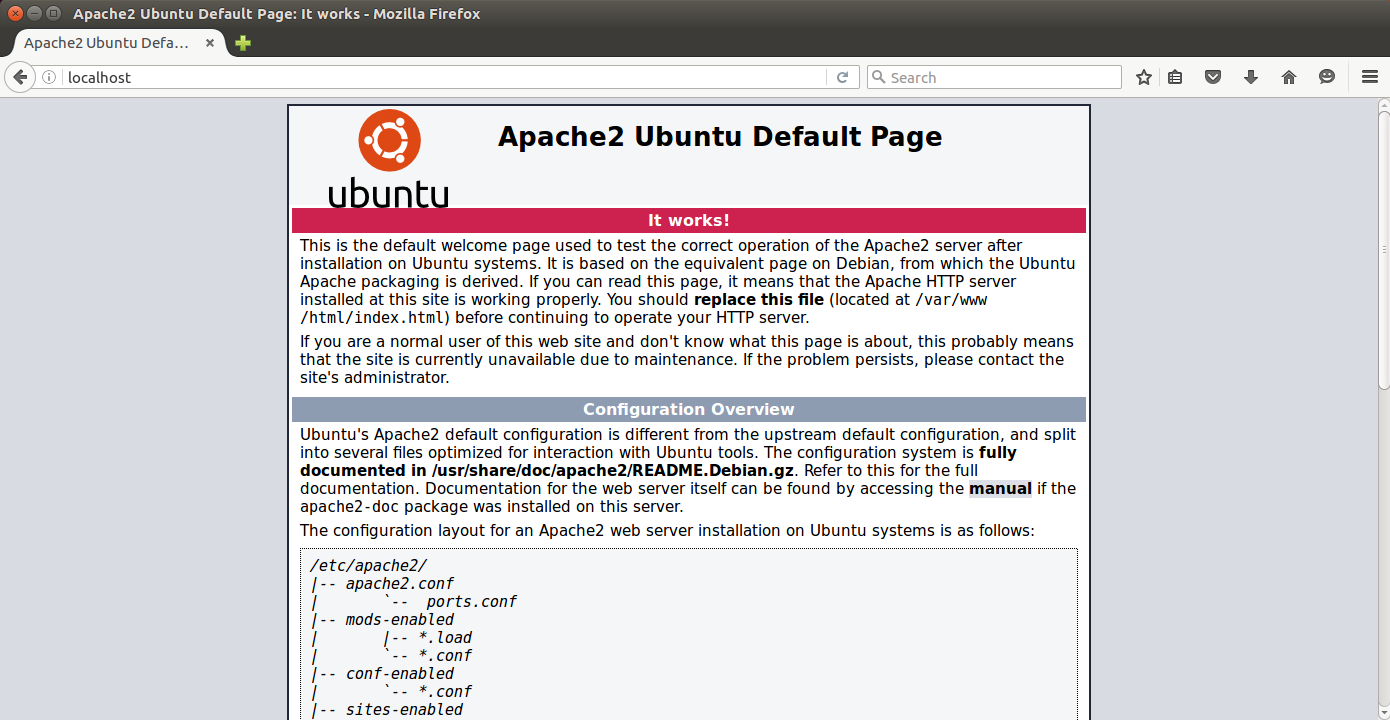 Apache2 Ubuntu Default Page: It works - Mozilla Firefox
Apache2 Ubuntu Defa...
localhost
Search
ubuntu
Apache2 Ubuntu Default Page
It works!
This is the default welcome page used to test the correct operation of the Apache2 server after
installation on Ubuntu systems. It is based on the equivalent page on Debian, from which the Ubuntu
Apache packaging is derived. If you can read this page, it means that the Apache HTTP server
installed at this site is working properly. You should replace this file (located at /var/www
/html/index.html) before continuing to operate your HTTP server.
If you are a normal user of this web site and don't know what this page is about, this probably means
that the site is currently unavailable due to maintenance. If the problem persists, please contact the
site's administrator.
Configuration Overview
Ubuntu's Apache2 default configuration is different from the upstream default configuration, and split
into several files optimized for interaction with Ubuntu tools. The configuration system is fully
documented in /usr/share/doc/apache2/README.Debian.gz. Refer to this for the full
documentation. Documentation for the web server itself can be found by accessing the manual if the
apache2-doc package was installed on this server.
The configuration layout for an Apache2 web server installation on Ubuntu systems is as follows:
/etc/apache2/
|-- apache2.conf
|       `--  ports.conf
|-- mods-enabled
|       |-- *.load
|       `-- *.conf
|-- conf-enabled
|       `-- *.conf
|-- sites-enabled